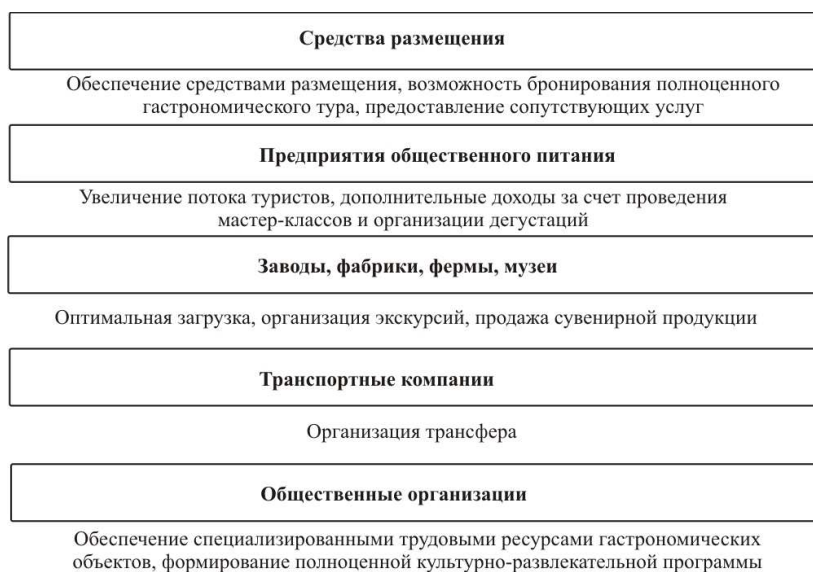 Средства размещения
Обеспечение средствами размещения, возможность бронирования полноценного
гастрономического тура, предоставление сопутствующих услуг
Предприятия общественного питания
Увеличение потока туристов, дополнительные доходы за счет проведения
мастер-классов и организации дегустаций
Заводы, фабрики, фермы, музеи
Оптимальная загрузка, организация экскурсий, продажа сувенирной продукции
Транспортные компании
Организация трансфера
Общественные организации
Обеспечение специализированными трудовыми ресурсами гастрономических
объектов, формирование полноценной культурно-развлекательной программы